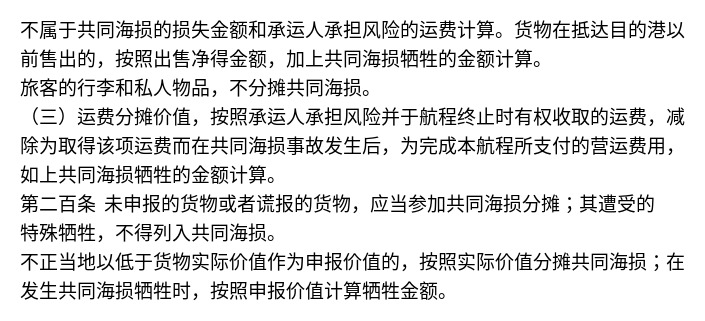 不属于共同海损的损失金额和承运人承担风险的运费计算。货物在抵达目的港以
前售出的，按照出售净得金额，加上共同海损牺牲的金额计算。
旅客的行李和私人物品，不分摊共同海损。
（三）运费分摊价值，按照承运人承担风险并于航程终止时有权收取的运费，减
除为取得该项运费而在共同海损事故发生后，为完成本航程所支付的营运费用，
如上共同海损牺牲的金额计算。
第二百条 未申报的货物或者谎报的货物，应当参加共同海损分摊；其遭受的
特殊牺牲，不得列入共同海损。
不正当地以低于货物实际价值作为申报价值的，按照实际价值分摊共同海损；在
发生共同海损牺牲时，按照申报价值计算牺牲金额。